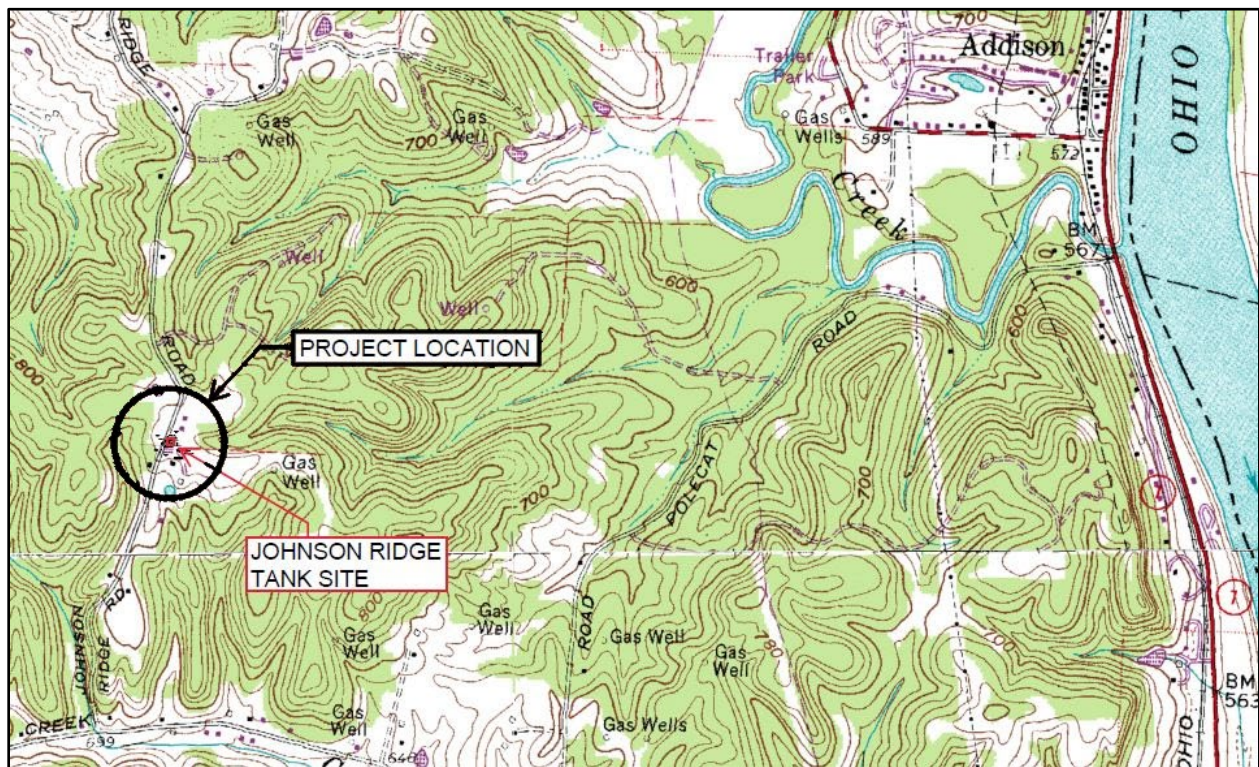 RIDGE
700
Addison
OHIO
Trailer
Park
Gas
Well
Gas
Well
700
Gas
Wells
589
572
Creek
BM
567
Well
600
Well
ROAD
600
PROJECT LOCATION
ROAD
800
POLECAT
700
Gas
Well
700
7
JOHNSON RIDGE
TANK SITE
RD.
JOHNSON
RIDGE
800
Gas
Well
ROAD
Gas Well
Gas
Well
Gas
Well
780
700
7
BM
563
CREEK
699
Gas
Well
646
Gas Wells
OHIO